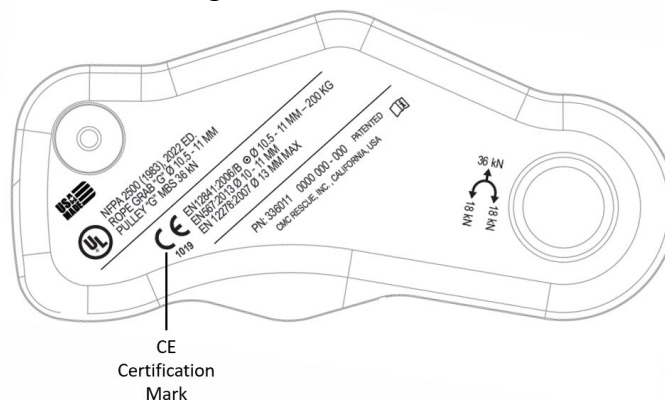 USA
MADE
UL
NFPA 2500 (1983), 2022 ED.
ROPE GRAB "G" Ø 10.5 - 11 MM
PULLEY "G" MBS 36 kN
CE
1019
EN12841:2006/B ⊙ Ø 10.5 - 11 MM – 200 KG
EN567:2013 Ø 10 - 11 MM
EN 12278:2007 Ø 13 MM MAX
PN: 336011 0000 000 - 000 PATENTED
CMC RESCUE, INC., CALIFORNIA, USA
36 kN
18 kN
18 kN
CE
Certification
Mark